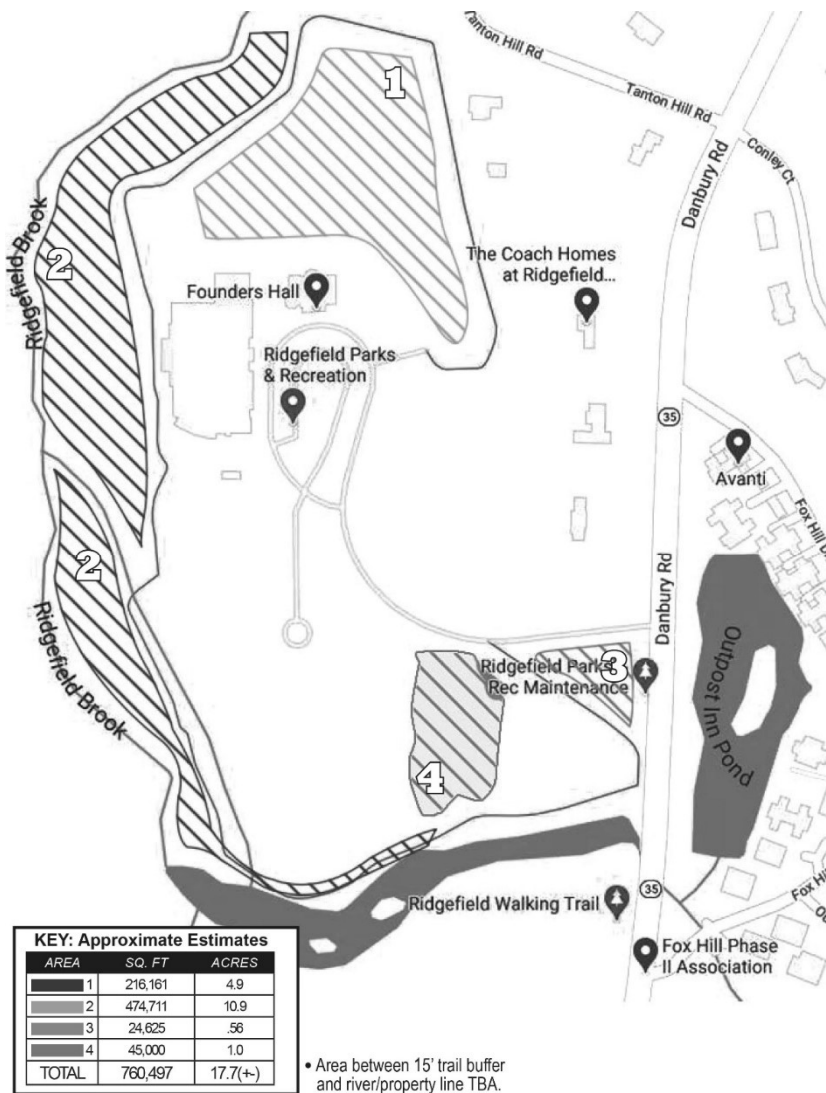 Tanton Hill Rd
Tanton Hill Rd
Conley Ct
Danbury Rd
1
Ridgefield Brook
2
The Coach Homes
at Ridgefield...
Founders Hall
Ridgefield Parks
& Recreation
35
Avanti
Fox Hill
2
Ridgefield Brook
Danbury Rd
Outpost Inn Pond
Ridgefield Parks
Rec Maintenance
3
4
Ridgefield Walking Trail
35
Fox Hil
Fox Hill Phase
II Association
KEY: Approximate Estimates
AREA SQ. FT ACRES
1 216,161 4.9
2 474,711 10.9
3 24,625 .56
4 45,000 1.0
TOTAL 760,497 17.7(+-)
• Area between 15' trail buffer
and river/property line TBA.